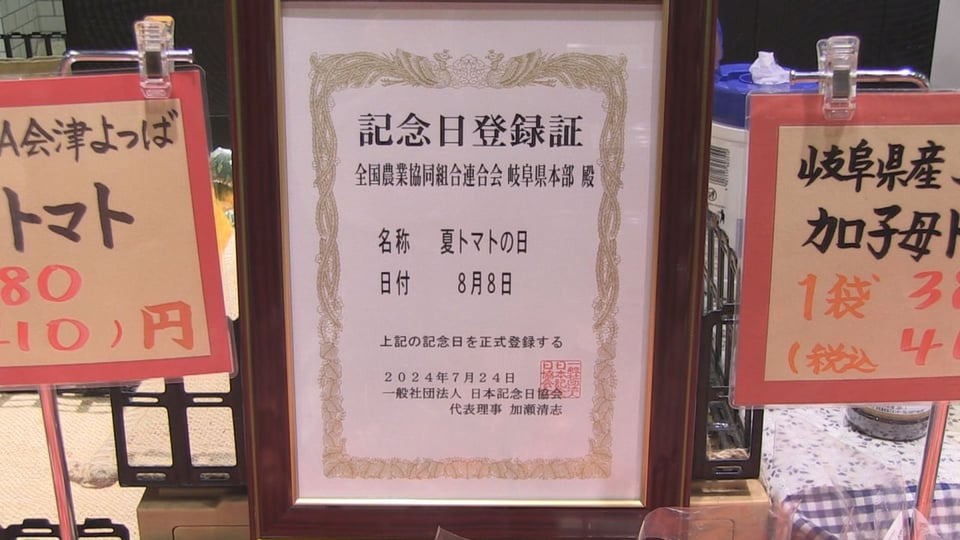 A会津よっば
トマト
80
410)円
記念日登録証
全国農業協同組合連合会 岐阜県本部 殿
名称 夏トマトの日
日付 8月8日
上記の記念日を正式登録する
2024年7月24日
一般社団法人 日本記念日協会
代表理事 加瀬清志
岐阜県産
加子母ト
1袋 38
(税込 41